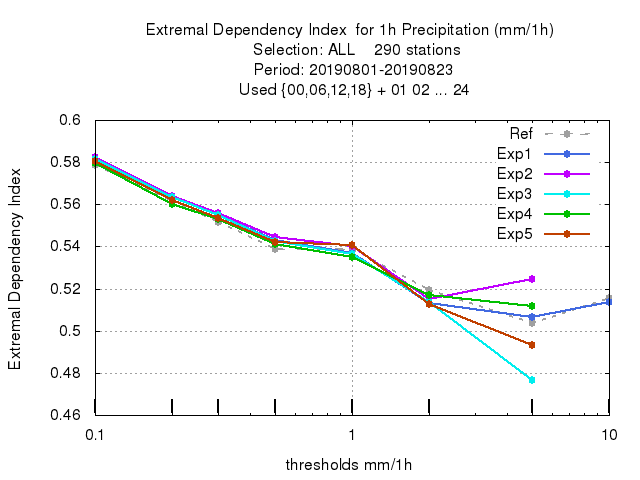 Extremal Dependency Index  for 1h Precipitation (mm/1h)
Selection: ALL    290 stations
Period: 20190801-20190823
Used {00,06,12,18} + 01 02 ... 24
Extremal Dependency Index
0.6
0.58
0.56
0.54
0.52
0.5
0.48
0.46
Ref
Exp1
Exp2
Exp3
Exp4
Exp5
0.1
1
10
thresholds mm/1h